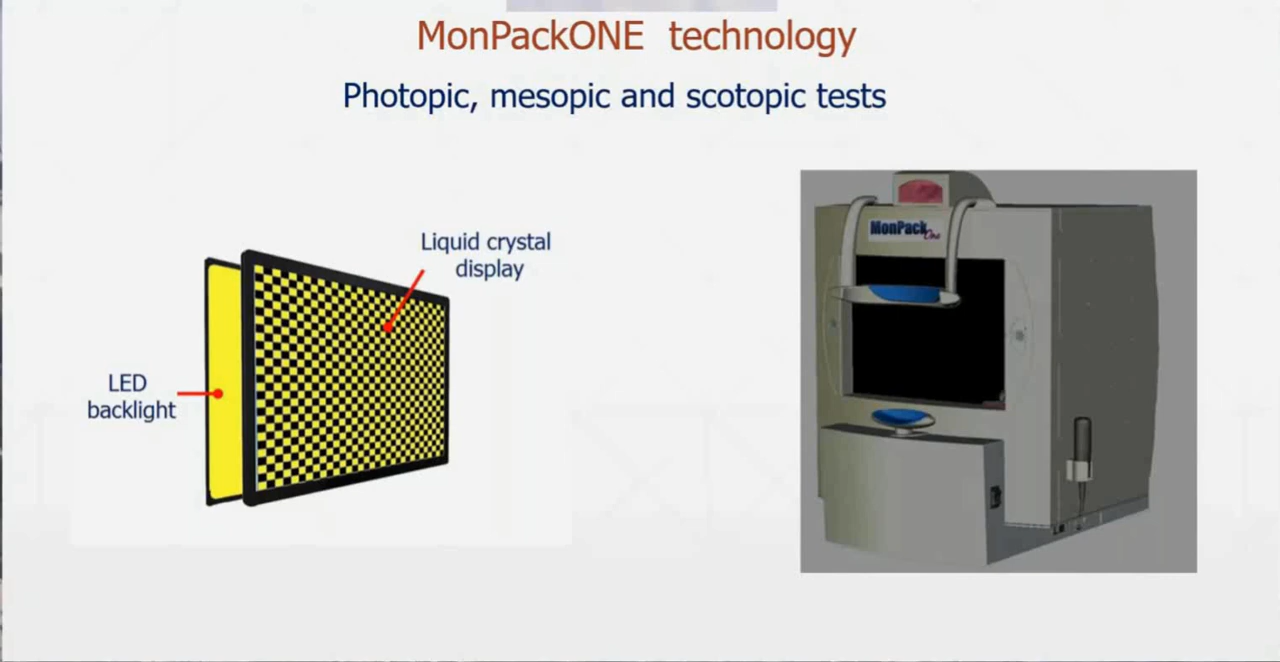 MonPackONE technology
Photopic, mesopic and scotopic tests
Liquid crystal
display
LED
backlight
MonPack
One